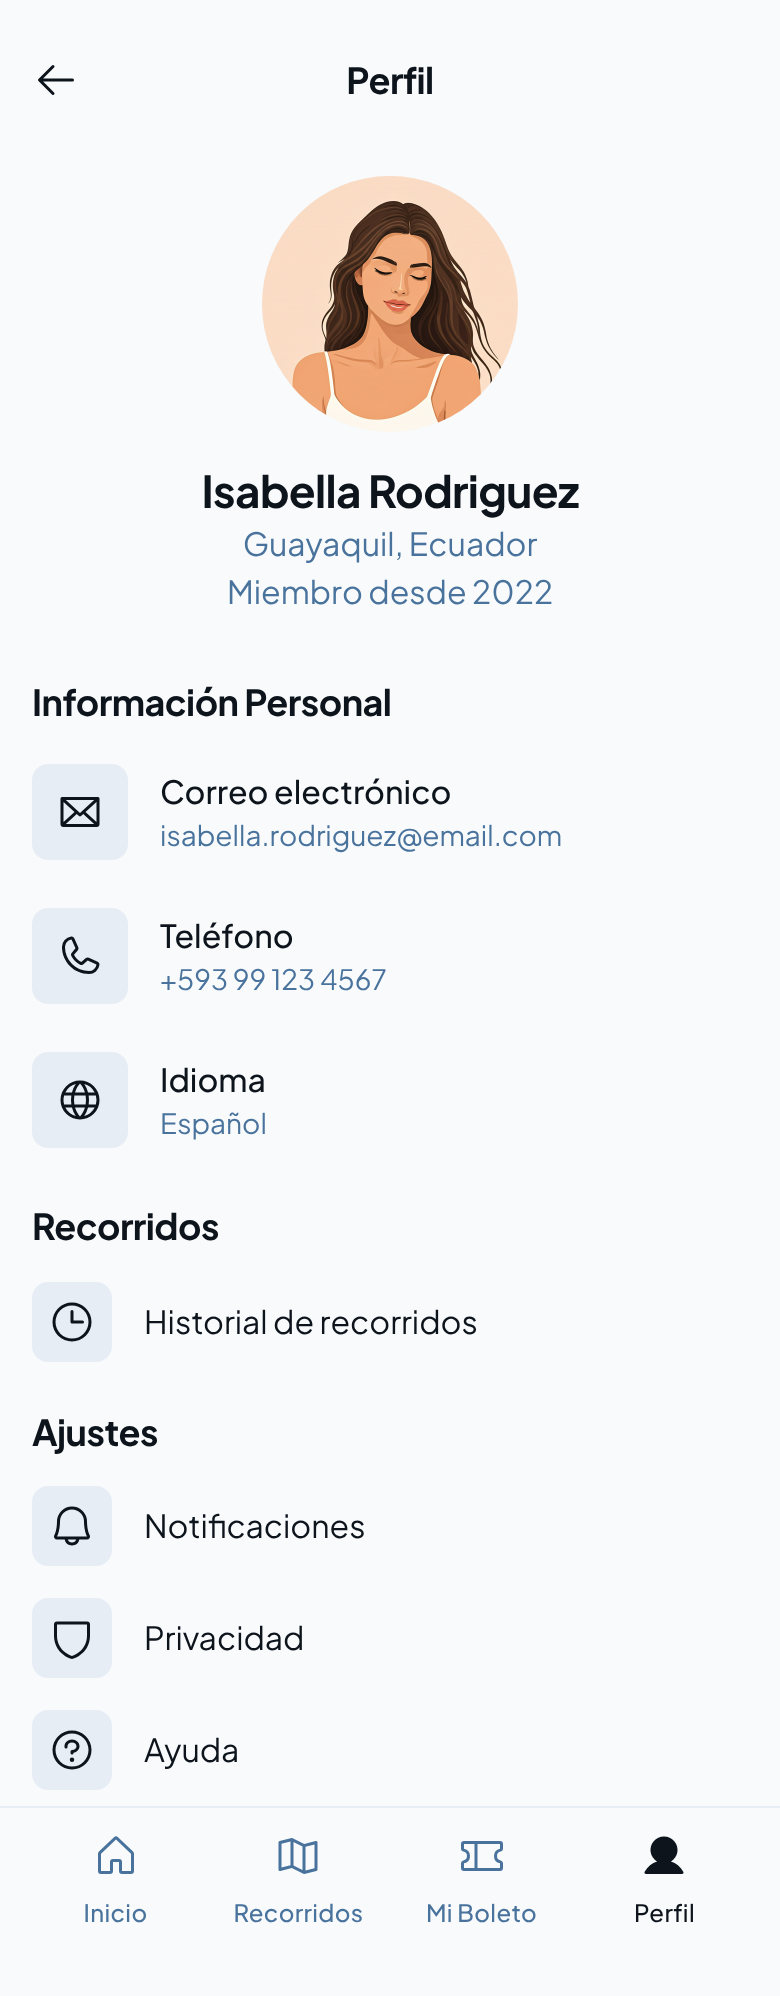 Perfil
Isabella Rodriguez
Guayaquil, Ecuador
Miembro desde 2022
Información Personal
Correo electrónico
isabella.rodriguez@email.com
Teléfono
+593 99 123 4567
Idioma
Español
Recorridos
Historial de recorridos
Ajustes
Notificaciones
Privacidad
Ayuda
Inicio
Recorridos
Mi Boleto
Perfil